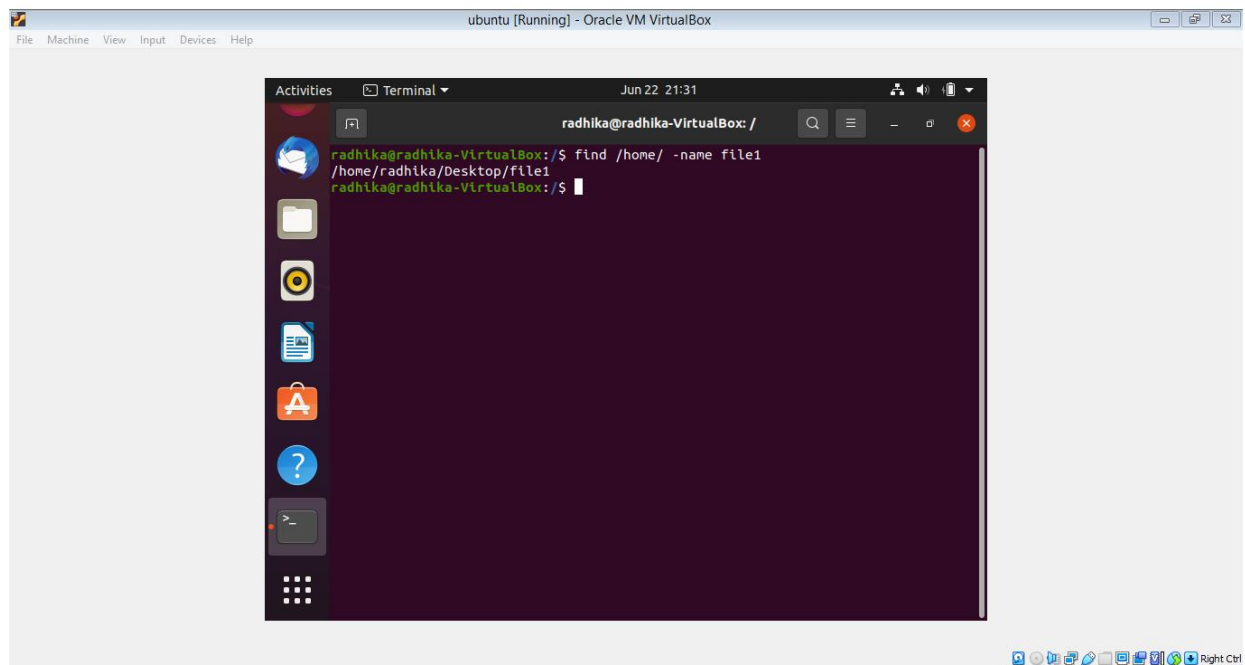 ubuntu [Running] - Oracle VM VirtualBox
File Machine View Input Devices Help
Activities Terminal Jun 22 21:31
radhika@radhika-VirtualBox: /
radhika@radhika-VirtualBox:/$ find /home/ -name file1
/home/radhika/Desktop/file1
radhika@radhika-VirtualBox:/$
Right Ctrl